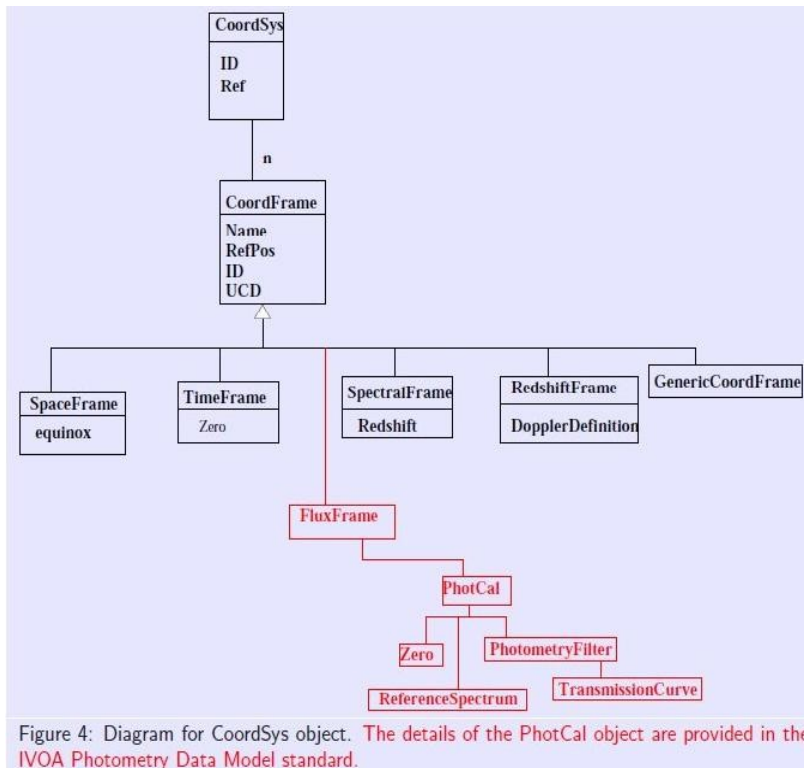 CoordSys
ID
Ref
n
CoordFrame
Name
RefPos
ID
UCD
SpaceFrame
equinox
TimeFrame
Zero
SpectralFrame
Redshift
RedshiftFrame
DopplerDefinition
GenericCoordFrame
FluxFrame
PhotCal
Zero
PhotometryFilter
ReferenceSpectrum
TransmissionCurve
Figure 4: Diagram for CoordSys object. The details of the PhotCal object are provided in the
IVOA Photometry Data Model standard.